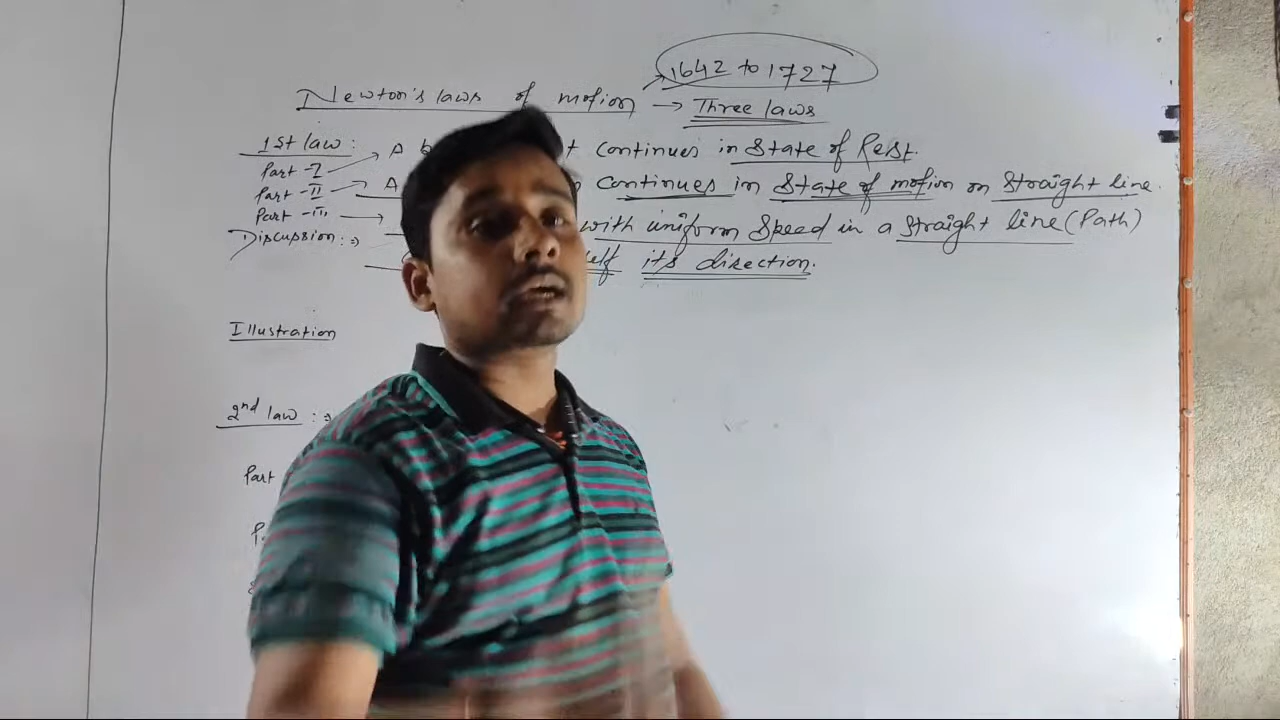 1642 to 1727
Newton's laws of motion → Three laws
1st law: A continues in State of Rest.
Part-I
Part-II → A continues in State of motion on straight line.
Part-III → with uniform Speed in a straight line (Path)
Discussion :→
its direction.
Illustration
2nd law :→
Part